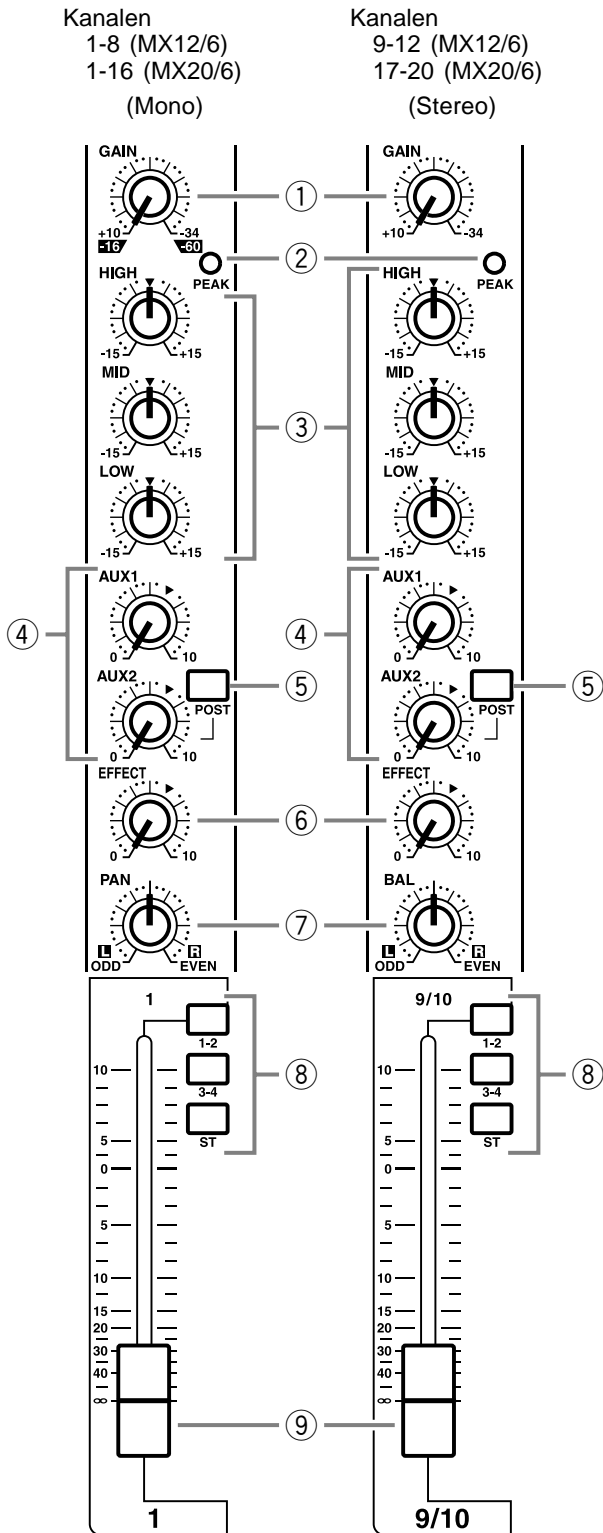 Kanalen
1-8 (MX12/6)
1-16 (MX20/6)
(Mono)
Kanalen
9-12 (MX12/6)
17-20 (MX20/6)
(Stereo)
GAIN
+10 -34
-16 -60
PEAK
HIGH
-15 +15
MID
-15 +15
LOW
-15 +15
AUX1
0 10
AUX2
POST
0 10
EFFECT
0 10
PAN
L R
ODD EVEN
1
1-2
3-4
ST
10
5
0
5
10
15
20
30
40
∞
1
①
②
③
④
④
⑤
⑤
⑥
⑦
⑧
⑧
⑨
GAIN
+10 -34
PEAK
HIGH
-15 +15
MID
-15 +15
LOW
-15 +15
AUX1
0 10
AUX2
POST
0 10
EFFECT
0 10
BAL
L R
ODD EVEN
9/10
1-2
3-4
ST
10
5
0
5
10
15
20
30
40
∞
9/10